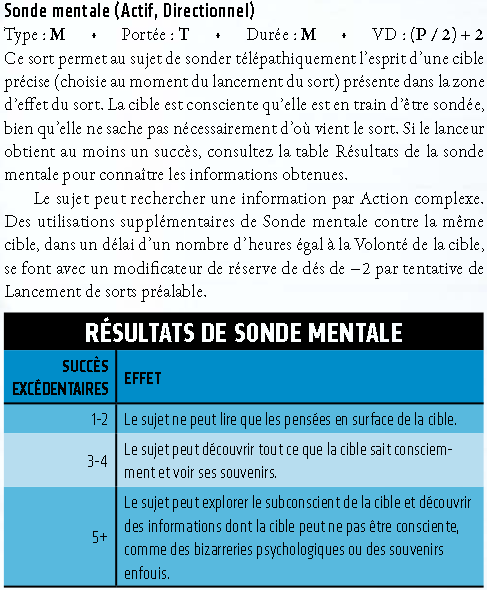 Sonde mentale (Actif, Directionnel)
Type : M • Portée : T • Durée : M • VD : (P / 2) + 2
Ce sort permet au sujet de sonder télépathiquement l'esprit d'une cible
précise (choisie au moment du lancement du sort) présente dans la zone
d'effet du sort. La cible est consciente qu'elle est en train d'être sondée,
bien qu'elle ne sache pas nécessairement d'où vient le sort. Si le lanceur
obtient au moins un succès, consultez la table Résultats de la sonde
mentale pour connaître les informations obtenues.
Le sujet peut rechercher une information par Action complexe.
Des utilisations supplémentaires de Sonde mentale contre la même
cible, dans un délai d'un nombre d'heures égal à la Volonté de la cible,
se font avec un modificateur de réserve de dés de –2 par tentative de
Lancement de sorts préalable.
RÉSULTATS DE SONDE MENTALE
SUCCÈS
EXCÉDENTAIRES
EFFET
1-2 Le sujet ne peut lire que les pensées en surface de la cible.
3-4 Le sujet peut découvrir tout ce que la cible sait consciem-
ment et voir ses souvenirs.
5+ Le sujet peut explorer le subconscient de la cible et découvrir
des informations dont la cible peut ne pas être consciente,
comme des bizarreries psychologiques ou des souvenirs
enfouis.